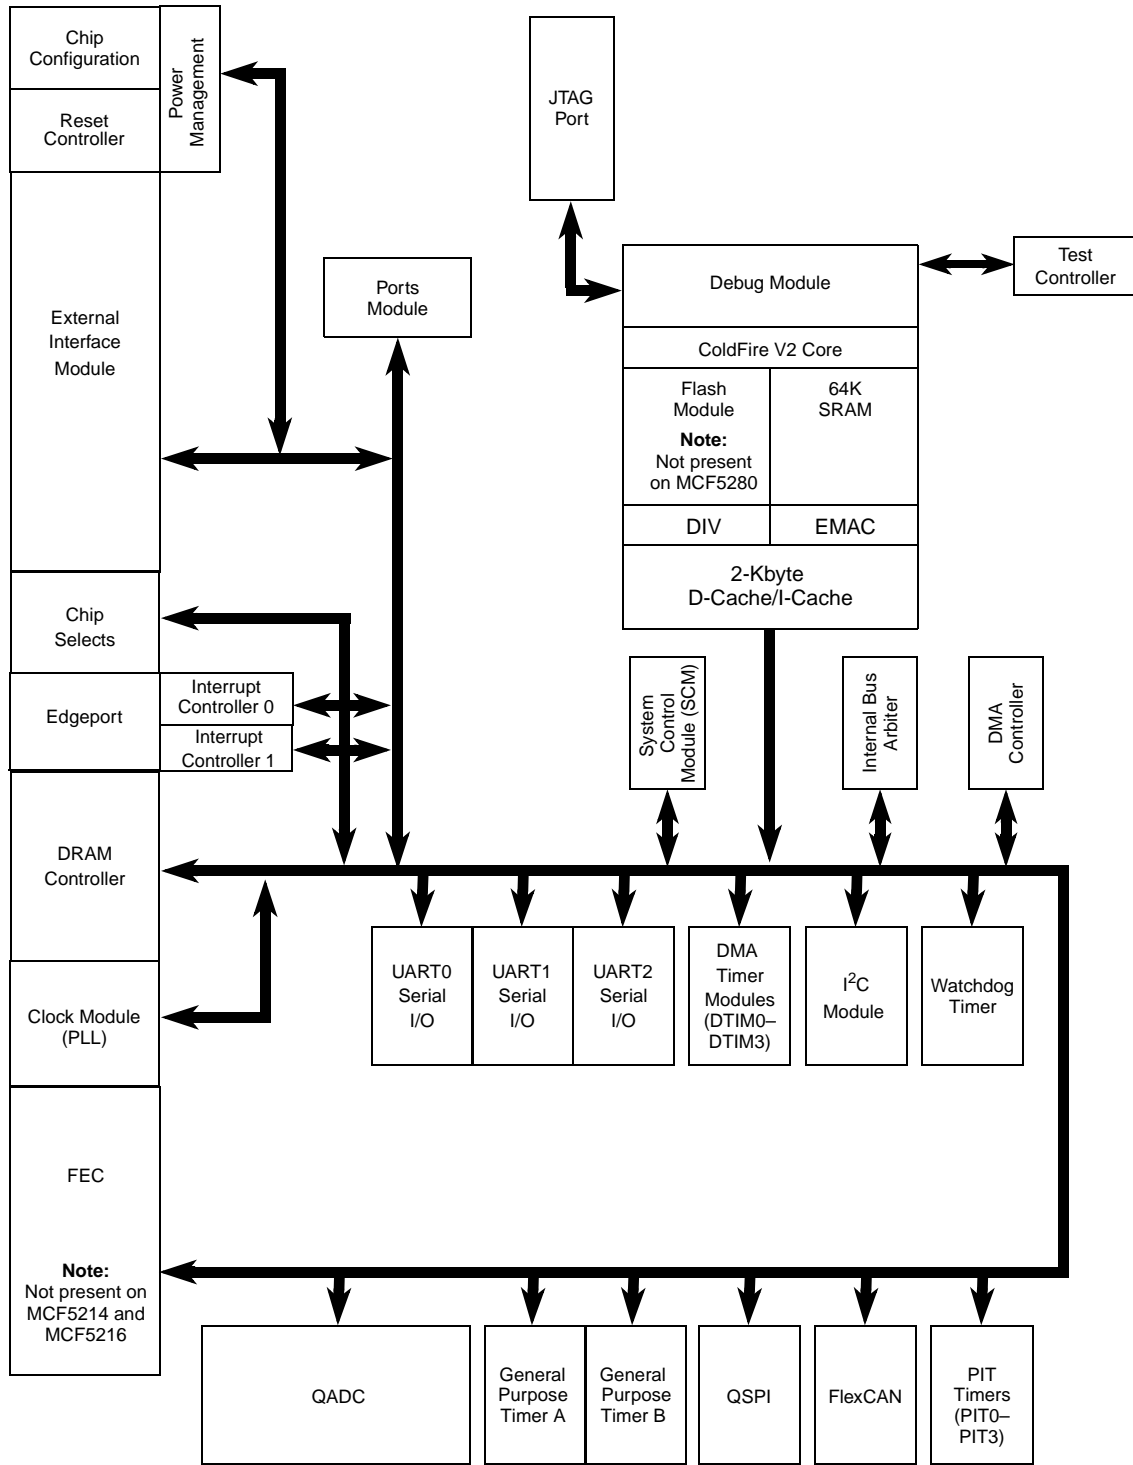 Chip
Configuration
Reset
Controller
Power
Management
External
Interface
Module
Chip
Selects
Edgeport
Interrupt
Controller 0
Interrupt
Controller 1
DRAM
Controller
Clock Module
(PLL)
FEC
Note:
Not present on
MCF5214 and
MCF5216
Ports
Module
JTAG
Port
Debug Module
Test
Controller
ColdFire V2 Core
Flash
Module
Note:
Not present
on MCF5280
64K
SRAM
DIV
EMAC
2-Kbyte
D-Cache/I-Cache
System
Control
Module (SCM)
Internal Bus
Arbiter
DMA
Controller
UART0
Serial
I/O
UART1
Serial
I/O
UART2
Serial
I/O
DMA
Timer
Modules
(DTIM0–
DTIM3)
I²C
Module
Watchdog
Timer
QADC
General
Purpose
Timer A
General
Purpose
Timer B
QSPI
FlexCAN
PIT
Timers
(PIT0–
PIT3)